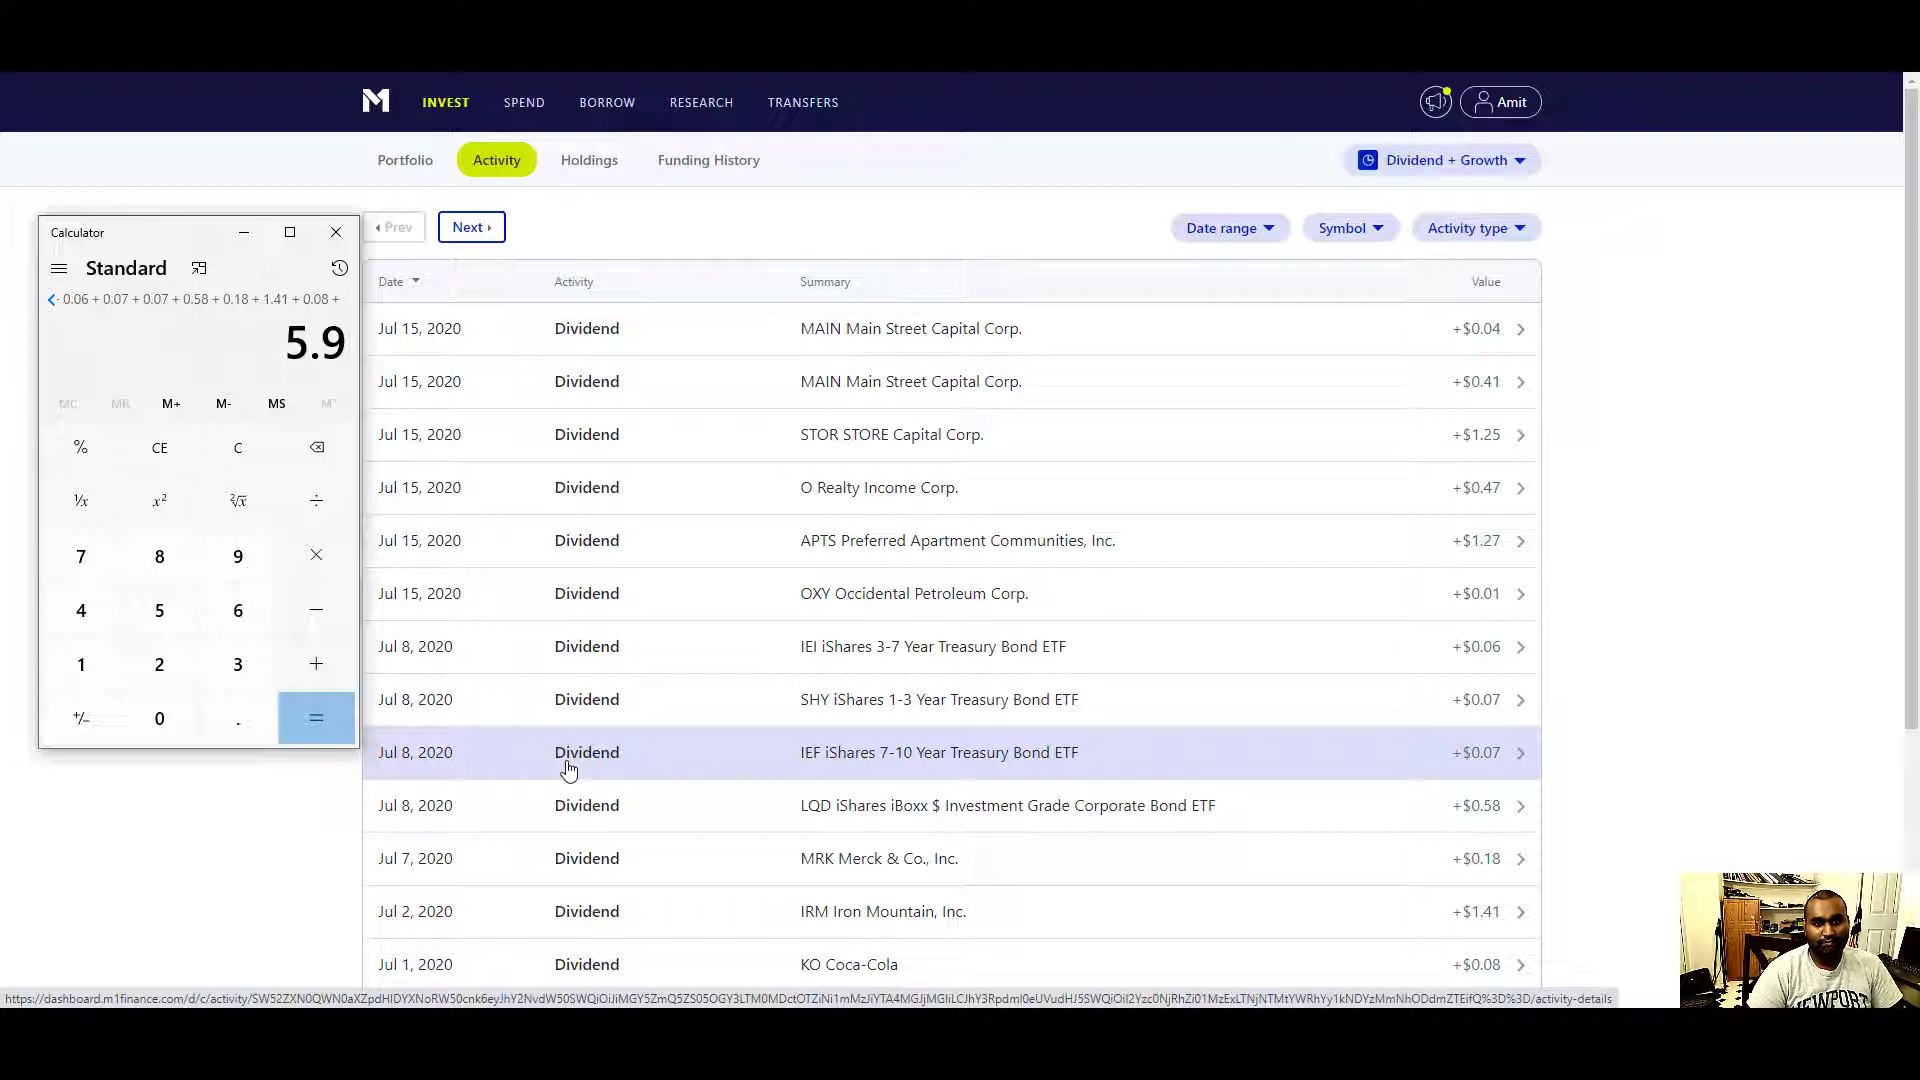 INVEST SPEND BORROW RESEARCH TRANSFERS Amit
Portfolio Activity Holdings Funding History Dividend + Growth
Calculator
Standard
0.06 + 0.07 + 0.07 + 0.58 + 0.18 + 1.41 + 0.08 +
5.9
MC MR M+ M- MS M˅
% CE C
¹/x x² ²√x ÷
7 8 9 ×
4 5 6 −
1 2 3 +
+/− 0 . =
Prev Next Date range Symbol Activity type
Date Activity Summary Value
Jul 15, 2020 Dividend MAIN Main Street Capital Corp. +$0.04
Jul 15, 2020 Dividend MAIN Main Street Capital Corp. +$0.41
Jul 15, 2020 Dividend STOR STORE Capital Corp. +$1.25
Jul 15, 2020 Dividend O Realty Income Corp. +$0.47
Jul 15, 2020 Dividend APTS Preferred Apartment Communities, Inc. +$1.27
Jul 15, 2020 Dividend OXY Occidental Petroleum Corp. +$0.01
Jul 8, 2020 Dividend IEI iShares 3-7 Year Treasury Bond ETF +$0.06
Jul 8, 2020 Dividend SHY iShares 1-3 Year Treasury Bond ETF +$0.07
Jul 8, 2020 Dividend IEF iShares 7-10 Year Treasury Bond ETF +$0.07
Jul 8, 2020 Dividend LQD iShares iBoxx $ Investment Grade Corporate Bond ETF +$0.58
Jul 7, 2020 Dividend MRK Merck & Co., Inc. +$0.18
Jul 2, 2020 Dividend IRM Iron Mountain, Inc. +$1.41
Jul 1, 2020 Dividend KO Coca-Cola +$0.08
NEWPORT